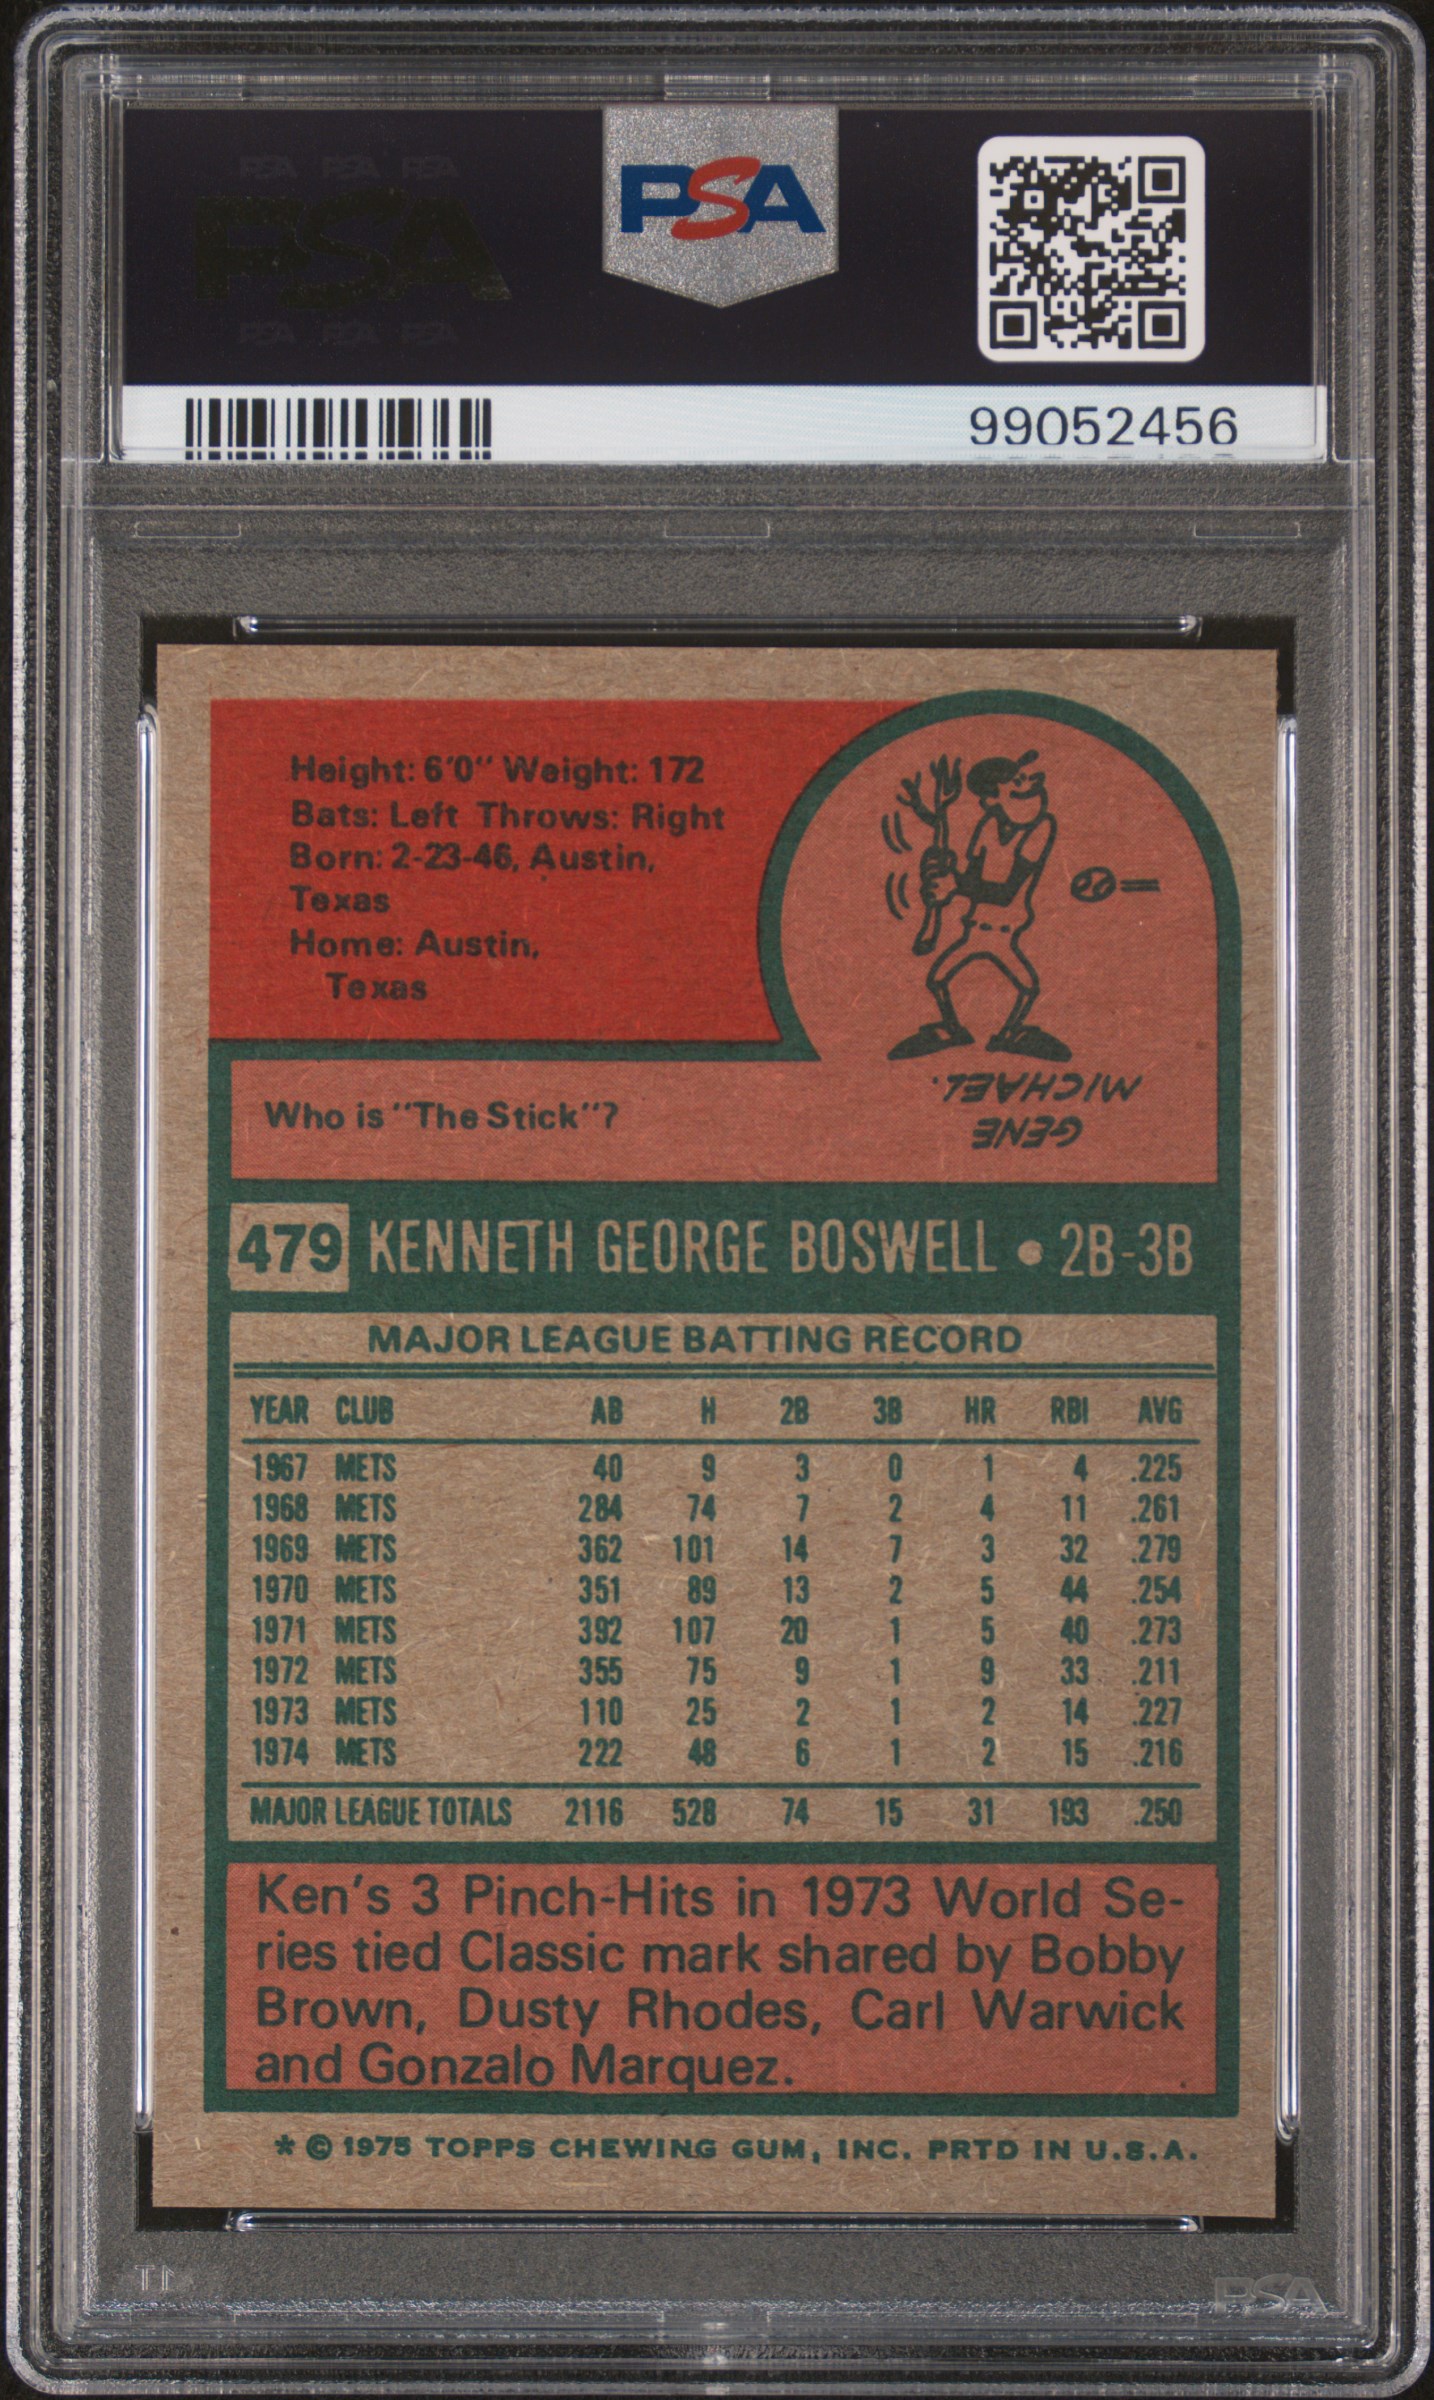 PSA PSA PSA
PSA
PSA
PSA PSA PSA
99052456
Height: 6'0" Weight: 172
Bats: Left Throws: Right
Born: 2-23-46, Austin,
Texas
Home: Austin,
Texas
Who is "The Stick"?
GENE
MICHAEL.
479 KENNETH GEORGE BOSWELL • 2B-3B
MAJOR LEAGUE BATTING RECORD
YEAR CLUB AB H 2B 3B HR RBI AVG
1967 METS 40 9 3 0 1 4 .225
1968 METS 284 74 7 2 4 11 .261
1969 METS 362 101 14 7 3 32 .279
1970 METS 351 89 13 2 5 44 .254
1971 METS 392 107 20 1 5 40 .273
1972 METS 355 75 9 1 9 33 .211
1973 METS 110 25 2 1 2 14 .227
1974 METS 222 48 6 1 2 15 .216
MAJOR LEAGUE TOTALS 2116 528 74 15 31 193 .250
Ken's 3 Pinch-Hits in 1973 World Se-
ries tied Classic mark shared by Bobby
Brown, Dusty Rhodes, Carl Warwick
and Gonzalo Marquez.
* © 1975 TOPPS CHEWING GUM, INC. PRTD IN U.S.A.
PSA